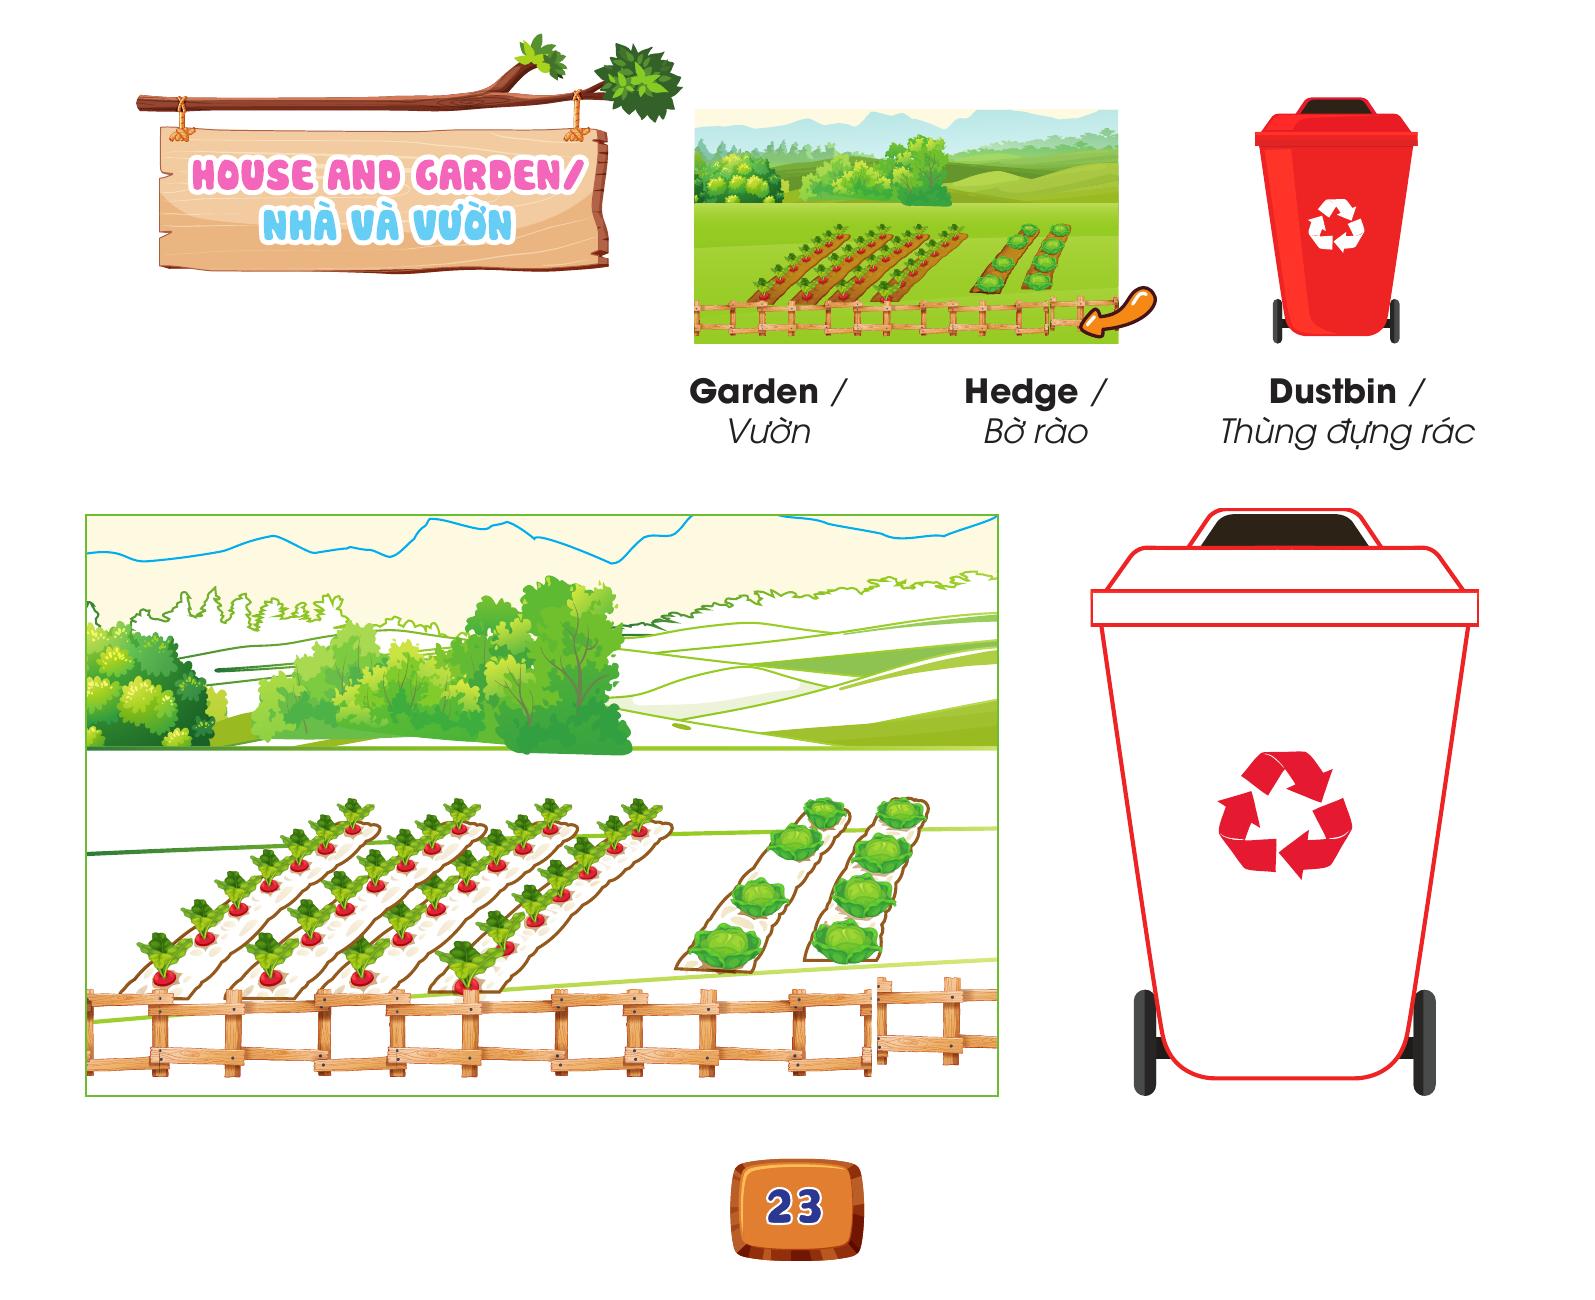 HOUSE AND GARDEN/
NHÀ VÀ VƯỜN
Garden /
Vườn
Hedge /
Bờ rào
Dustbin /
Thùng đựng rác
23